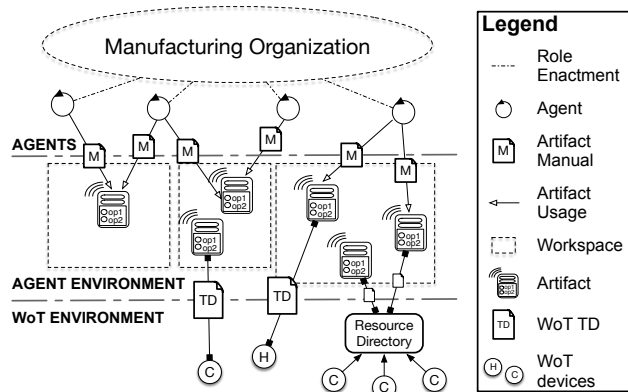 Manufacturing Organization
M
M
M
M
M
M
AGENTS
op1
op2
op1
op2
op1
op2
op1
op2
op1
op2
op1
op2
AGENT ENVIRONMENT
TD
TD
WoT ENVIRONMENT
Resource
Directory
C
H
C
C
C
Legend
Role
Enactment
Agent
M
Artifact
Manual
Artifact
Usage
Workspace
op1
op2
Artifact
TD
WoT TD
H
C
WoT
devices